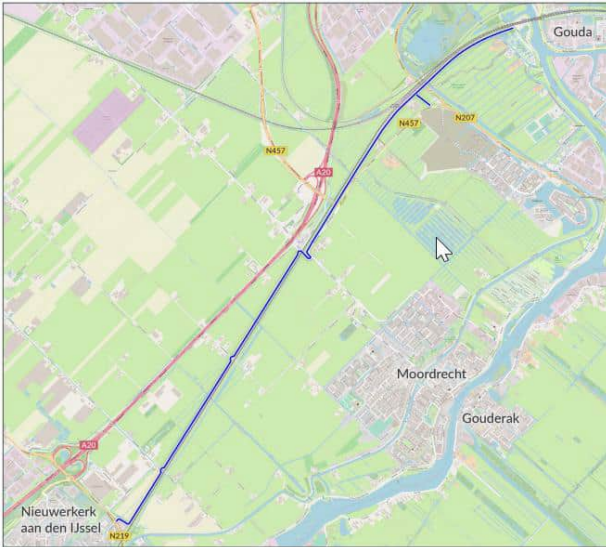 Gouda
N207
N457
N457
A20
Moordrecht
Gouderak
A20
Nieuwerkerk
aan den IJssel
N219